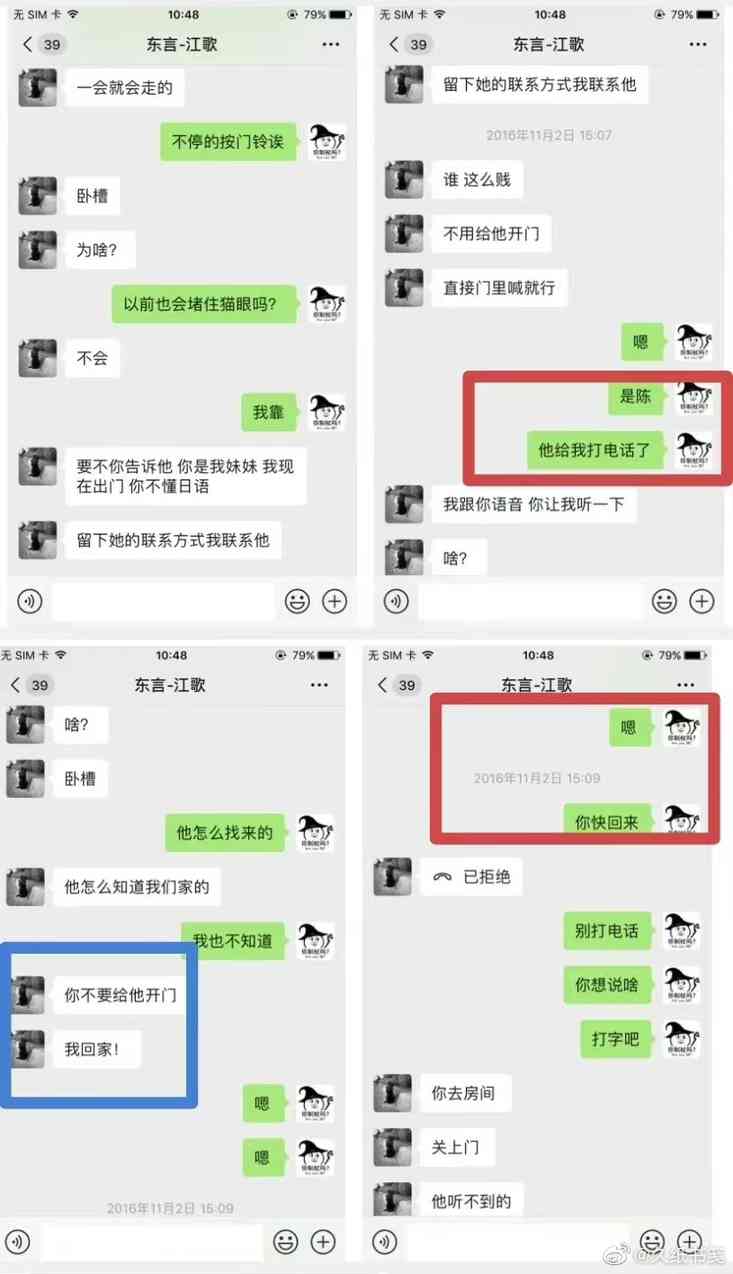 无 SIM 卡
10:48
79%
39
东言-江歌
一会就会走的
不停的按门铃诶
卧槽
为啥?
以前也会堵住猫眼吗?
不会
我靠
要不你告诉他 你是我妹妹 我现
在出门 你不懂日语
留下她的联系方式我联系他
无 SIM 卡
10:48
79%
39
东言-江歌
留下她的联系方式我联系他
2016年11月2日 15:07
谁 这么贱
不用给他开门
直接门里喊就行
嗯
是陈
他给我打电话了
我跟你语音 你让我听一下
啥?
无 SIM 卡
10:48
79%
39
东言-江歌
啥?
卧槽
他怎么找来的
他怎么知道我们家的
我也不知道
你不要给他开门
我回家!
嗯
嗯
2016年11月2日 15:09
无 SIM 卡
10:48
79%
39
东言-江歌
嗯
2016年11月2日 15:09
你快回来
已拒绝
别打电话
你想说啥
打字吧
你去房间
关上门
他听不到的